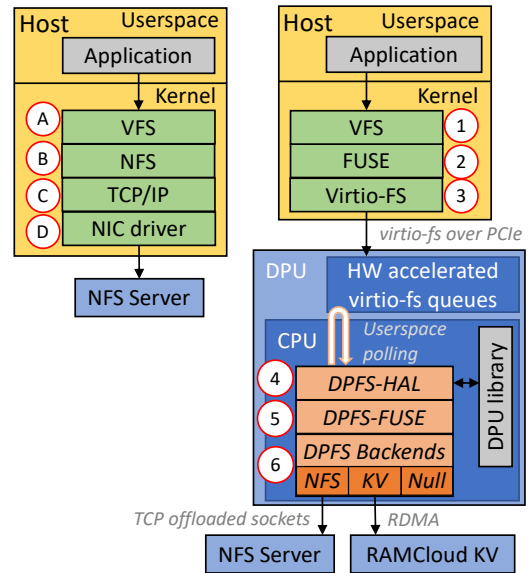 Host
Userspace
Application
Kernel
A
VFS
B
NFS
C
TCP/IP
D
NIC driver
NFS Server
Host
Userspace
Application
Kernel
VFS
1
FUSE
2
Virtio-FS
3
virtio-fs over PCIe
DPU
HW accelerated
virtio-fs queues
CPU
Userspace
polling
4
DPFS-HAL
5
DPFS-FUSE
6
DPFS Backends
NFS
KV
Null
DPU library
TCP offloaded sockets
RDMA
NFS Server
RAMCloud KV